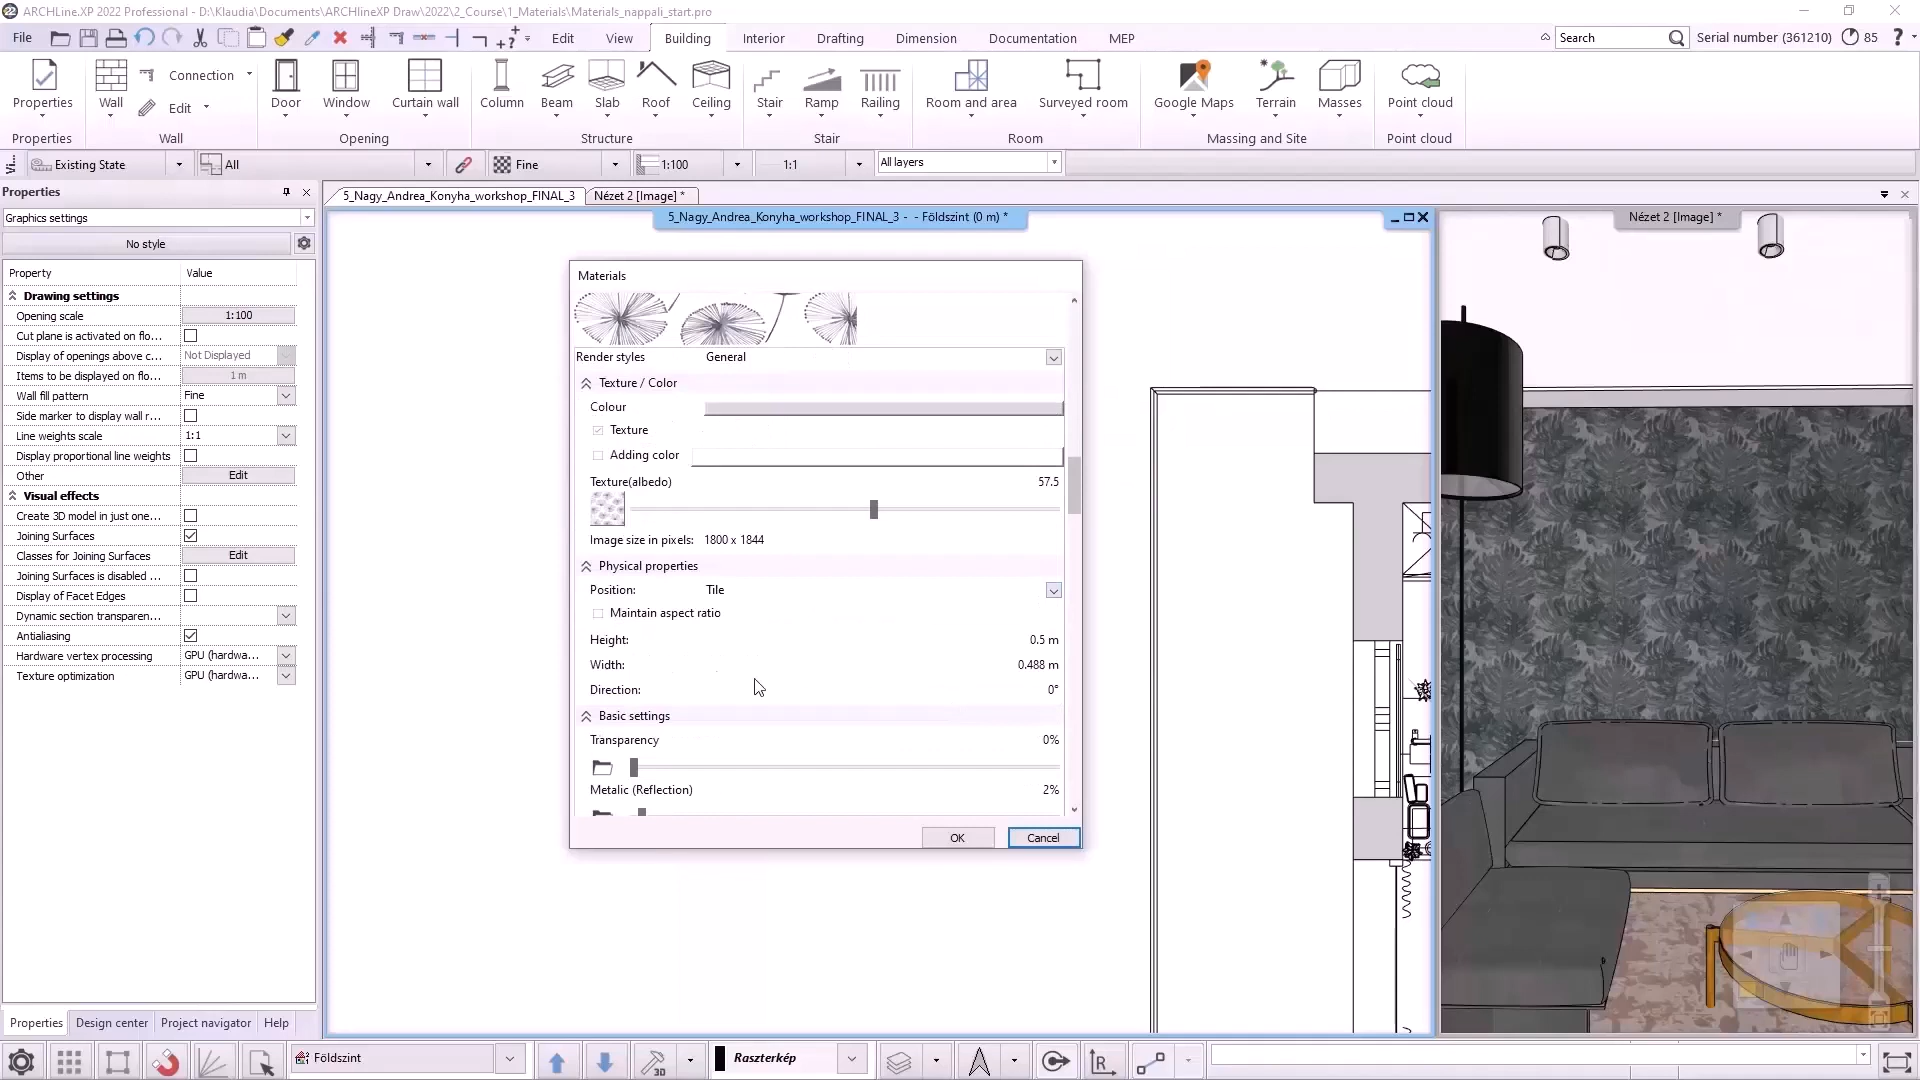 ARCHLine.XP 2022 Professional - D:\Klaudia\Documents\ARCHlineXP Draw\2022\2_Course\1_Materials\Materials_nappali_start.pro
File Edit View Building Interior Drafting Dimension Documentation MEP Search Serial number (361210) 85 ?
Connection
Properties Wall Edit Door Window Curtain wall Column Beam Slab Roof Ceiling Stair Ramp Railing Room and area Surveyed room Google Maps Terrain Masses Point cloud
Properties Wall Opening Structure Stair Room Massing and Site Point cloud
Existing State All Fine 1:100 1:1 All layers
Properties
5_Nagy_Andrea_Konyha_workshop_FINAL_3 Nézet 2 [Image] *
Graphics settings
5_Nagy_Andrea_Konyha_workshop_FINAL_3 - - Földszint (0 m) *
Nézet 2 [Image] *
No style
Property Value
Drawing settings
Opening scale 1:100
Cut plane is activated on flo...
Display of openings above c... Not Displayed
Items to be displayed on flo... 1 m
Wall fill pattern Fine
Side marker to display wall r...
Line weights scale 1:1
Display proportional line weights
Other Edit
Visual effects
Create 3D model in just one...
Joining Surfaces
Classes for Joining Surfaces Edit
Joining Surfaces is disabled ...
Display of Facet Edges
Dynamic section transparen...
Antialiasing
Hardware vertex processing GPU (hardwa...
Texture optimization GPU (hardwa...
Materials
Render styles General
Texture / Color
Colour
Texture
Adding color
Texture(albedo) 57.5
Image size in pixels: 1800 x 1844
Physical properties
Position: Tile
Maintain aspect ratio
Height: 0.5 m
Width: 0.488 m
Direction: 0°
Basic settings
Transparency 0%
Metalic (Reflection) 2%
OK Cancel
Properties Design center Project navigator Help
Földszint
3D
Raszterkép
R